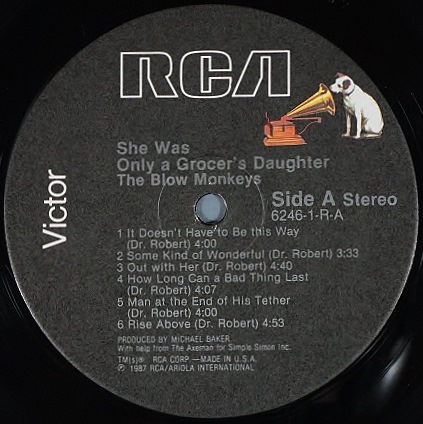 RCA
She Was
Only a Grocer's Daughter
The Blow Monkeys
Victor
Side A Stereo
6246-1-R-A
1 It Doesn't Have to Be this Way
(Dr. Robert) 4:00
2 Some Kind of Wonderful (Dr. Robert) 3:33
3 Out with Her (Dr. Robert) 4:40
4 How Long Can a Bad Thing Last
(Dr. Robert) 4:07
5 Man at the End of His Tether
(Dr. Robert) 4:00
6 Rise Above (Dr. Robert) 4:53
PRODUCED BY MICHAEL BAKER
With help from The Axeman for Simple Simon Inc.
TM(s)® RCA CORP.—MADE IN U.S.A.
℗ 1987 RCA/ARIOLA INTERNATIONAL